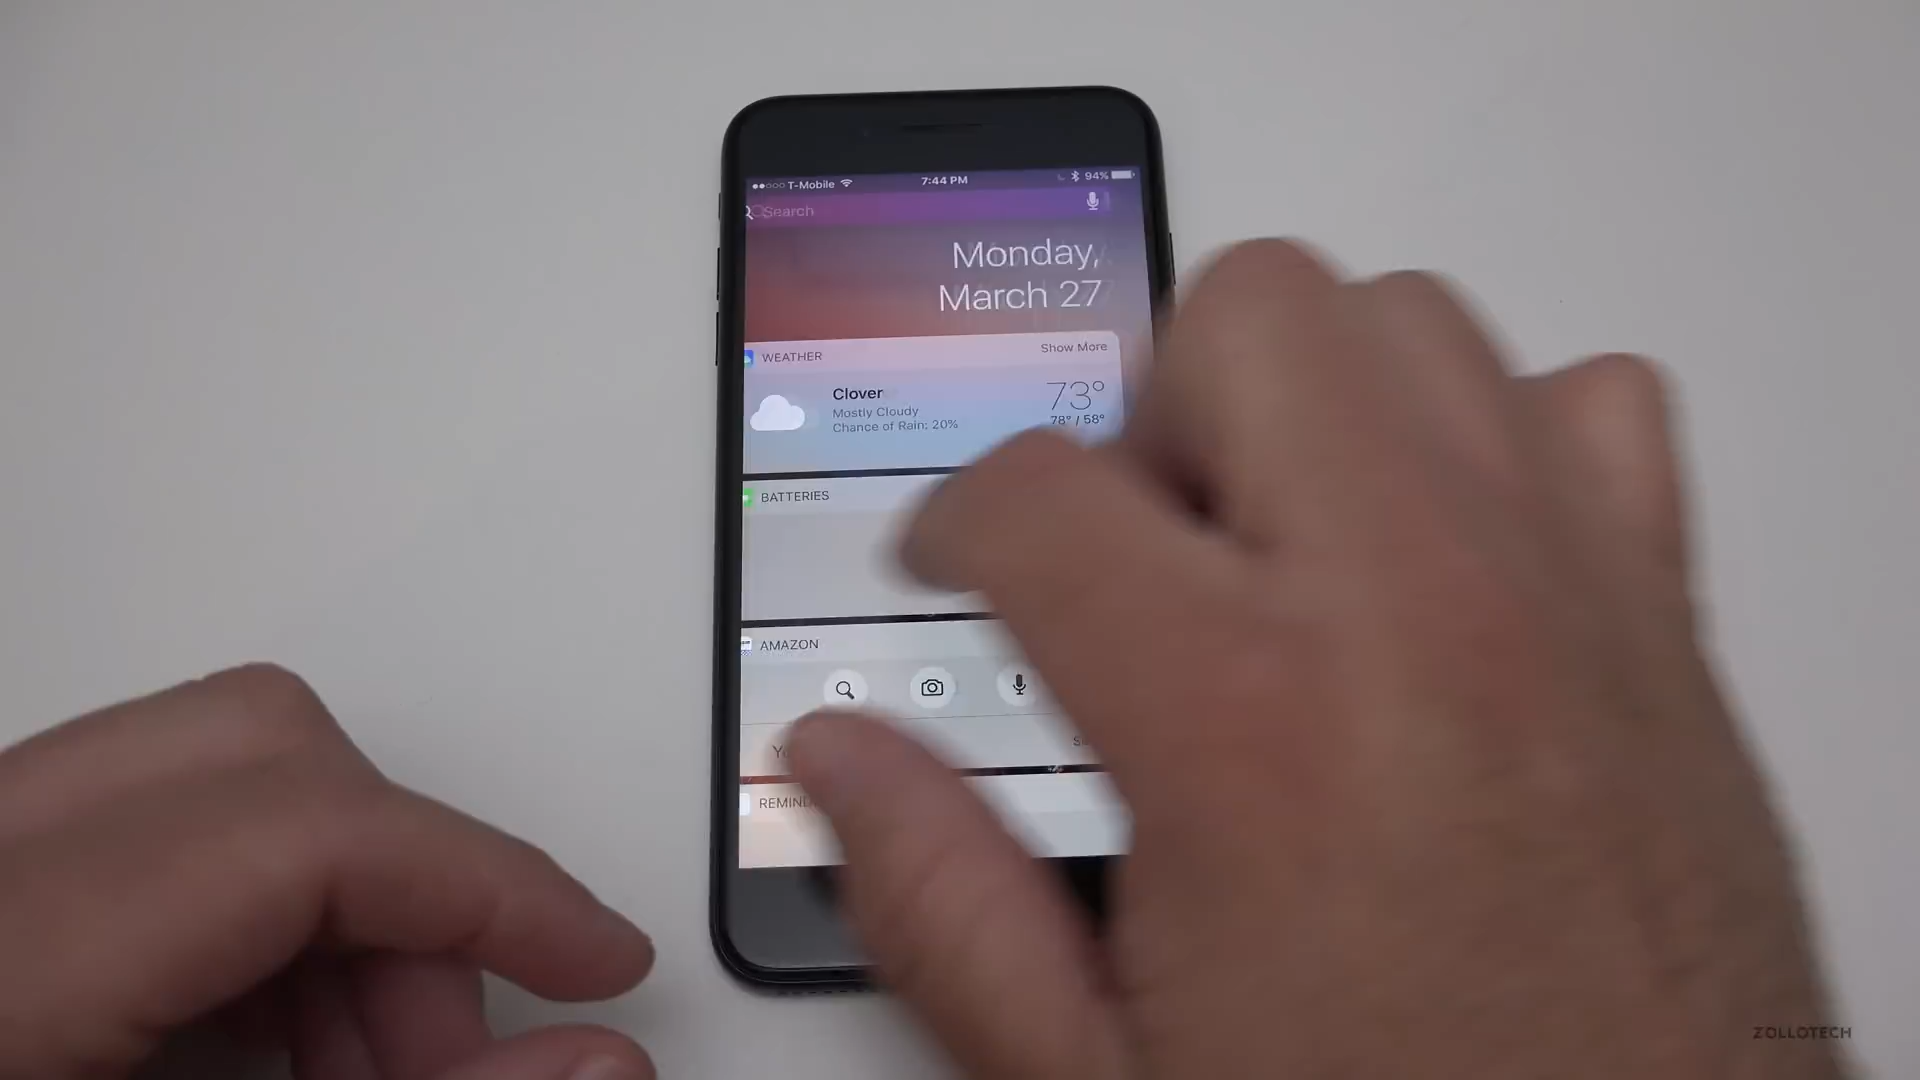 T-Mobile 7:44 PM 94%
Search
Monday,
March 27
WEATHER Show More
Clover 73°
Mostly Cloudy 78° / 58°
Chance of Rain: 20%
BATTERIES
AMAZON
ZOLLOTECH